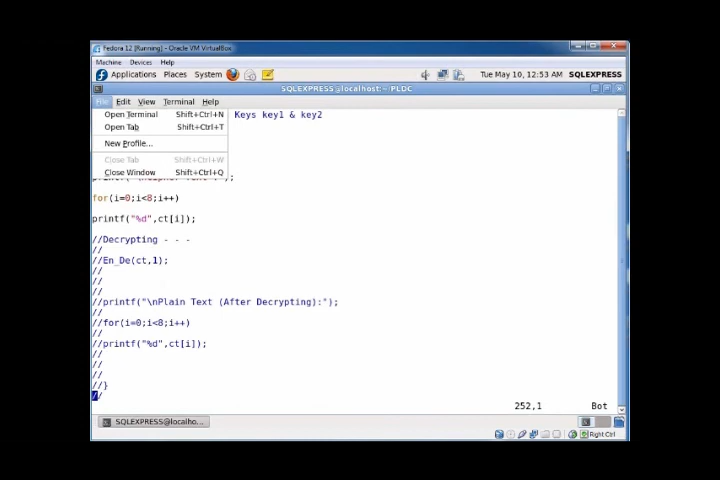 Fedora 12 [Running] - Oracle VM VirtualBox
Machine Devices Help
Applications Places System Tue May 10, 12:53 AM SQLEXPRESS
SQLEXPRESS@localhost:~/PLDC
File Edit View Terminal Help
Open Terminal Shift+Ctrl+N Keys key1 & key2
Open Tab Shift+Ctrl+T
New Profile...
Close Tab Shift+Ctrl+W
Close Window Shift+Ctrl+Q
for(i=0;i<8;i++)
printf("%d",ct[i]);
//Decrypting - - -
//
//En_De(ct,1);
//
//
//
//printf("\nPlain Text (After Decrypting):");
//
//for(i=0;i<8;i++)
//
//printf("%d",ct[i]);
//
//
//
//}
//
252,1 Bot
SQLEXPRESS@localho...
Right Ctrl